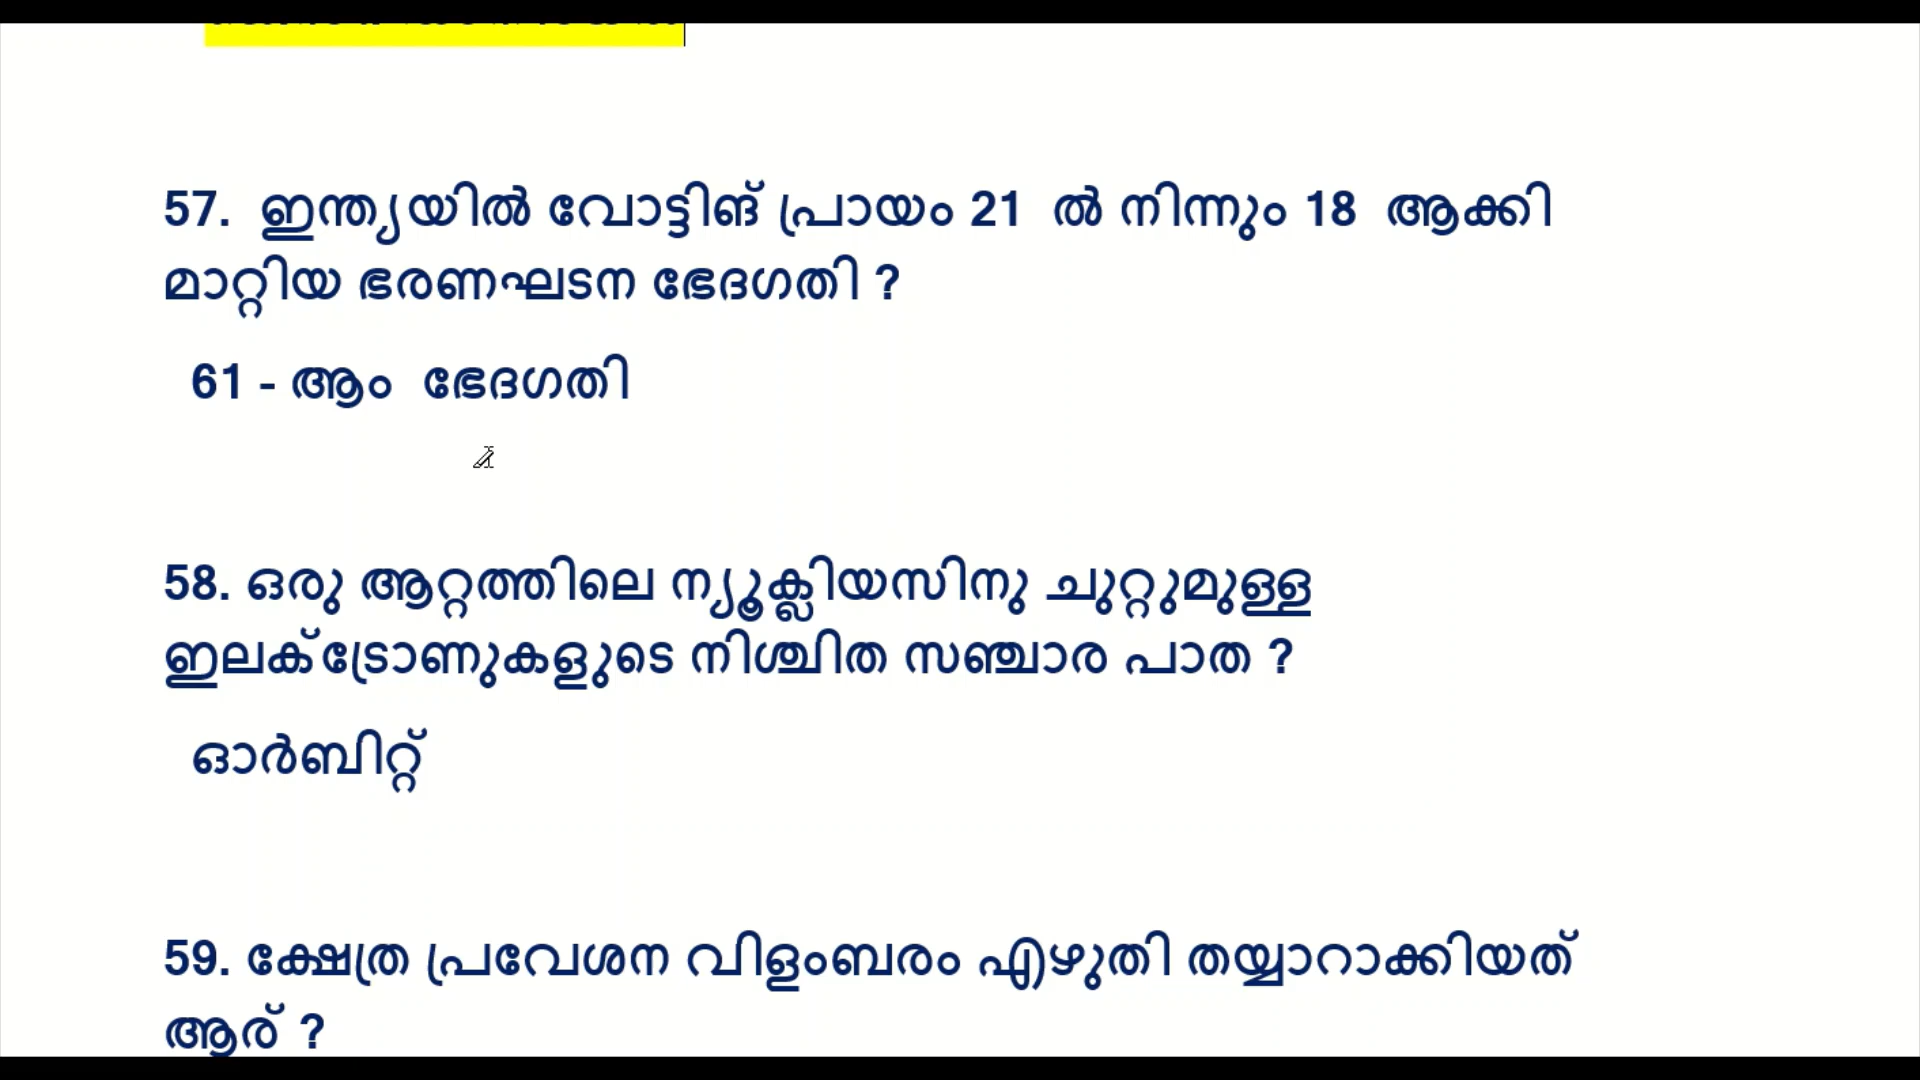 57. ഇന്ത്യയിൽ വോട്ടിങ് പ്രായം 21 ൽ നിന്നും 18 ആക്കി
മാറ്റിയ ഭരണഘടന ഭേദഗതി ?
61 - ആം ഭേദഗതി
58. ഒരു ആറ്റത്തിലെ ന്യൂക്ലിയസിനു ചുറ്റുമുള്ള
ഇലക്ട്രോണുകളുടെ നിശ്ചിത സഞ്ചാര പാത ?
ഓർബിറ്റ്
59. ക്ഷേത്ര പ്രവേശന വിളംബരം എഴുതി തയ്യാറാക്കിയത്
ആര് ?